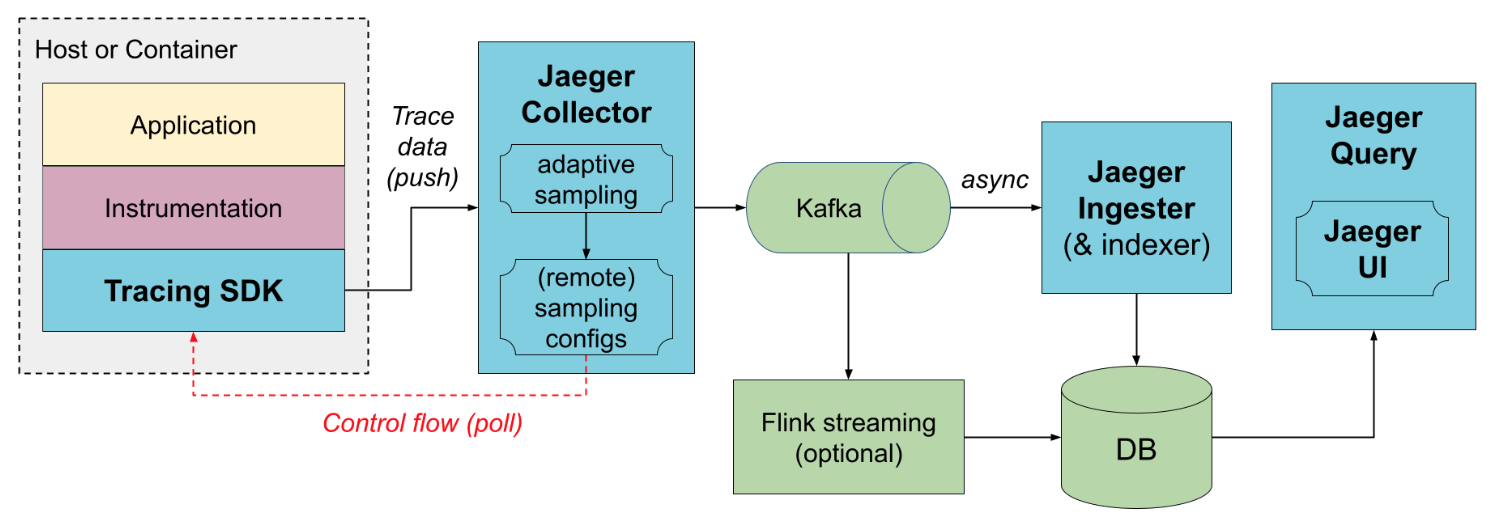 Host or Container
Application
Instrumentation
Tracing SDK
Trace
data
(push)
Jaeger
Collector
adaptive
sampling
(remote)
sampling
configs
Control flow (poll)
Kafka
async
Jaeger
Ingester
(& indexer)
Flink streaming
(optional)
DB
Jaeger
Query
Jaeger
UI